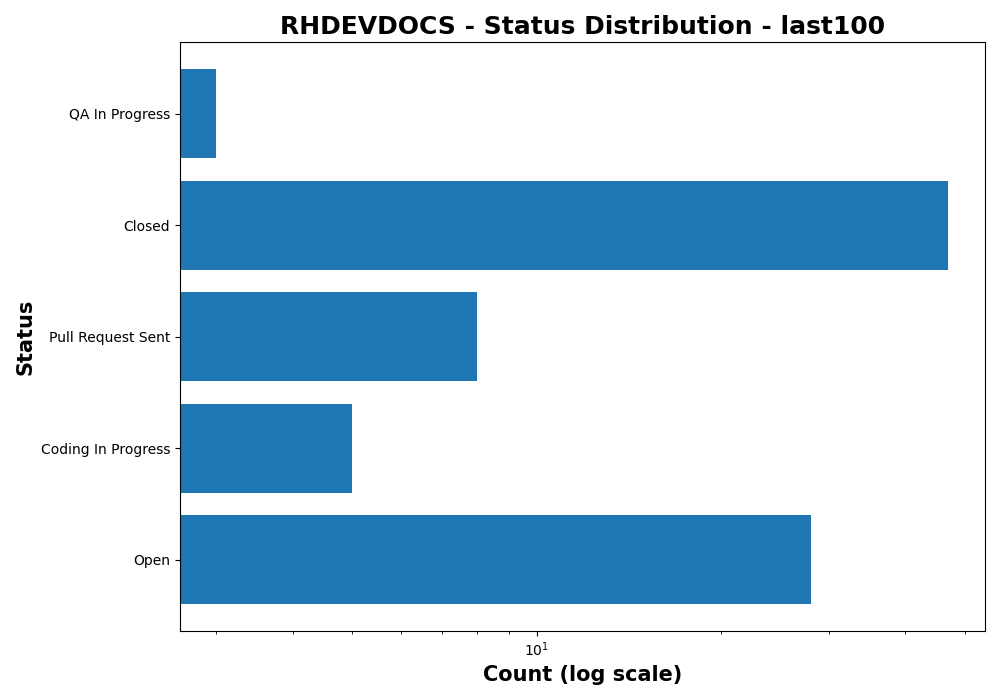 RHDEVDOCS - Status Distribution - last100
QA In Progress
Closed
Pull Request Sent
Coding In Progress
Open
Status
10¹
Count (log scale)